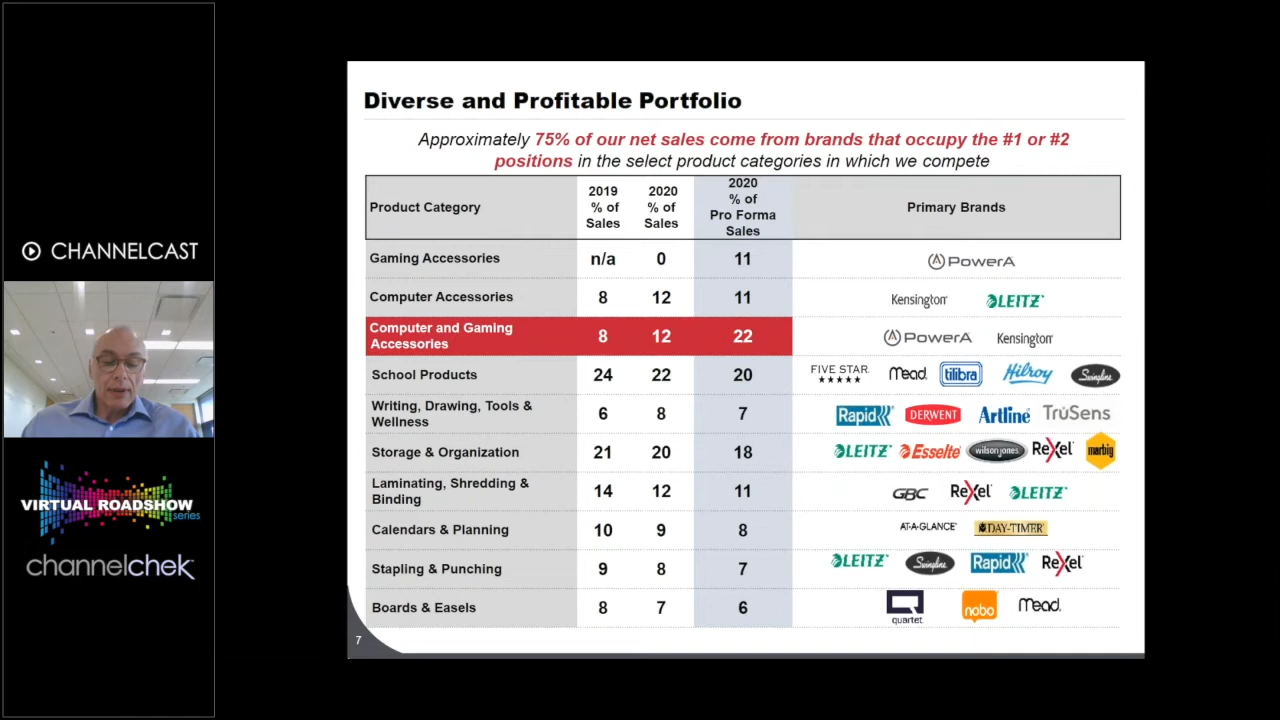 CHANNELCAST
VIRTUAL ROADSHOW
series
channelchek
Diverse and Profitable Portfolio
Approximately 75% of our net sales come from brands that occupy the #1 or #2
positions in the select product categories in which we compete
Product Category 2019 % of Sales 2020 % of Sales 2020 % of Pro Forma Sales Primary Brands
Gaming Accessories n/a 0 11 PowerA
Computer Accessories 8 12 11 Kensington LEITZ
Computer and Gaming Accessories 8 12 22 PowerA Kensington
School Products 24 22 20 FIVE STAR Mead tilibra Hilroy Swingline
Writing, Drawing, Tools & Wellness 6 8 7 Rapid DERWENT Artline TruSens
Storage & Organization 21 20 18 LEITZ Esselte wilson jones Rexel marbig
Laminating, Shredding & Binding 14 12 11 GBC Rexel LEITZ
Calendars & Planning 10 9 8 AT-A-GLANCE DAY-TIMER
Stapling & Punching 9 8 7 LEITZ Swingline Rapid Rexel
Boards & Easels 8 7 6 quartet nobo Mead
7